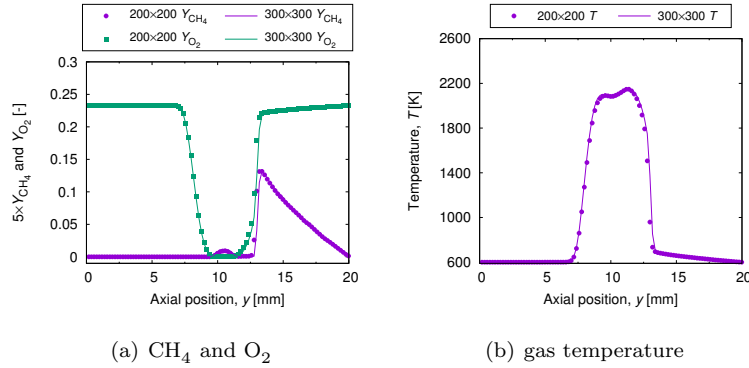 200×200 Y_CH4 300×300 Y_CH4
200×200 Y_O2 300×300 Y_O2
5×Y_CH4 and Y_O2 [-]
0.3
0.25
0.2
0.15
0.1
0.05
0
0 5 10 15 20
Axial position, y [mm]
(a) CH4 and O2
200×200 T 300×300 T
Temperature, T [K]
2600
2200
1800
1400
1000
600
0 5 10 15 20
Axial position, y [mm]
(b) gas temperature